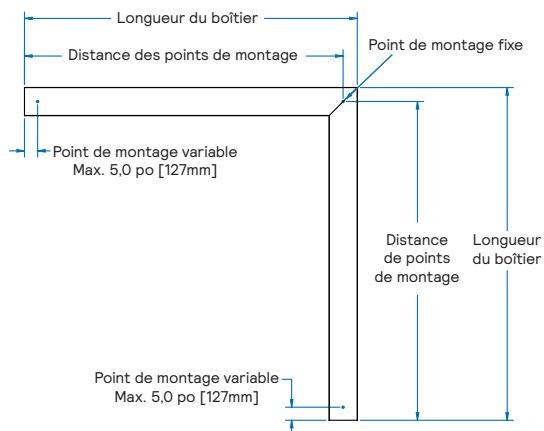 Longueur du boîtier
Distance des points de montage
Point de montage fixe
Point de montage variable
Max. 5,0 po [127mm]
Distance
de points
de montage
Longueur
du boîtier
Point de montage variable
Max. 5,0 po [127mm]